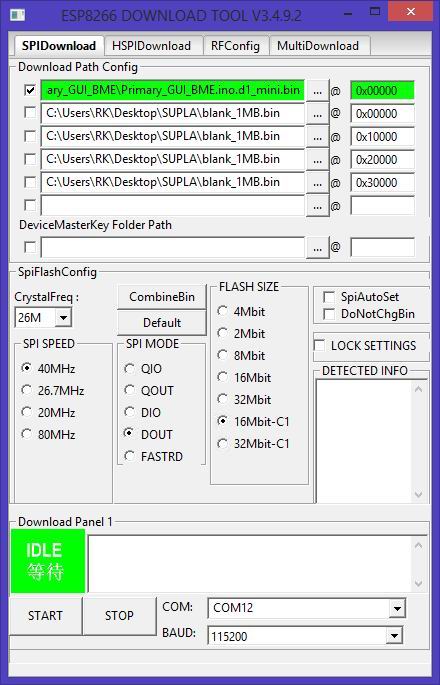 ESP8266 DOWNLOAD TOOL V3.4.9.2
SPIDownload HSPIDownload RFConfig MultiDownload
Download Path Config
ary_GUI_BME\Primary_GUI_BME.ino.d1_mini.bin ... @ 0x00000
C:\Users\RK\Desktop\SUPLA\blank_1MB.bin ... @ 0x00000
C:\Users\RK\Desktop\SUPLA\blank_1MB.bin ... @ 0x10000
C:\Users\RK\Desktop\SUPLA\blank_1MB.bin ... @ 0x20000
C:\Users\RK\Desktop\SUPLA\blank_1MB.bin ... @ 0x30000
... @
DeviceMasterKey Folder Path
... @
SpiFlashConfig
CrystalFreq :
26M
CombineBin
Default
SPI SPEED
40MHz
26.7MHz
20MHz
80MHz
SPI MODE
QIO
QOUT
DIO
DOUT
FASTRD
FLASH SIZE
4Mbit
2Mbit
8Mbit
16Mbit
32Mbit
16Mbit-C1
32Mbit-C1
SpiAutoSet
DoNotChgBin
LOCK SETTINGS
DETECTED INFO
Download Panel 1
IDLE
等待
START STOP
COM: COM12
BAUD: 115200